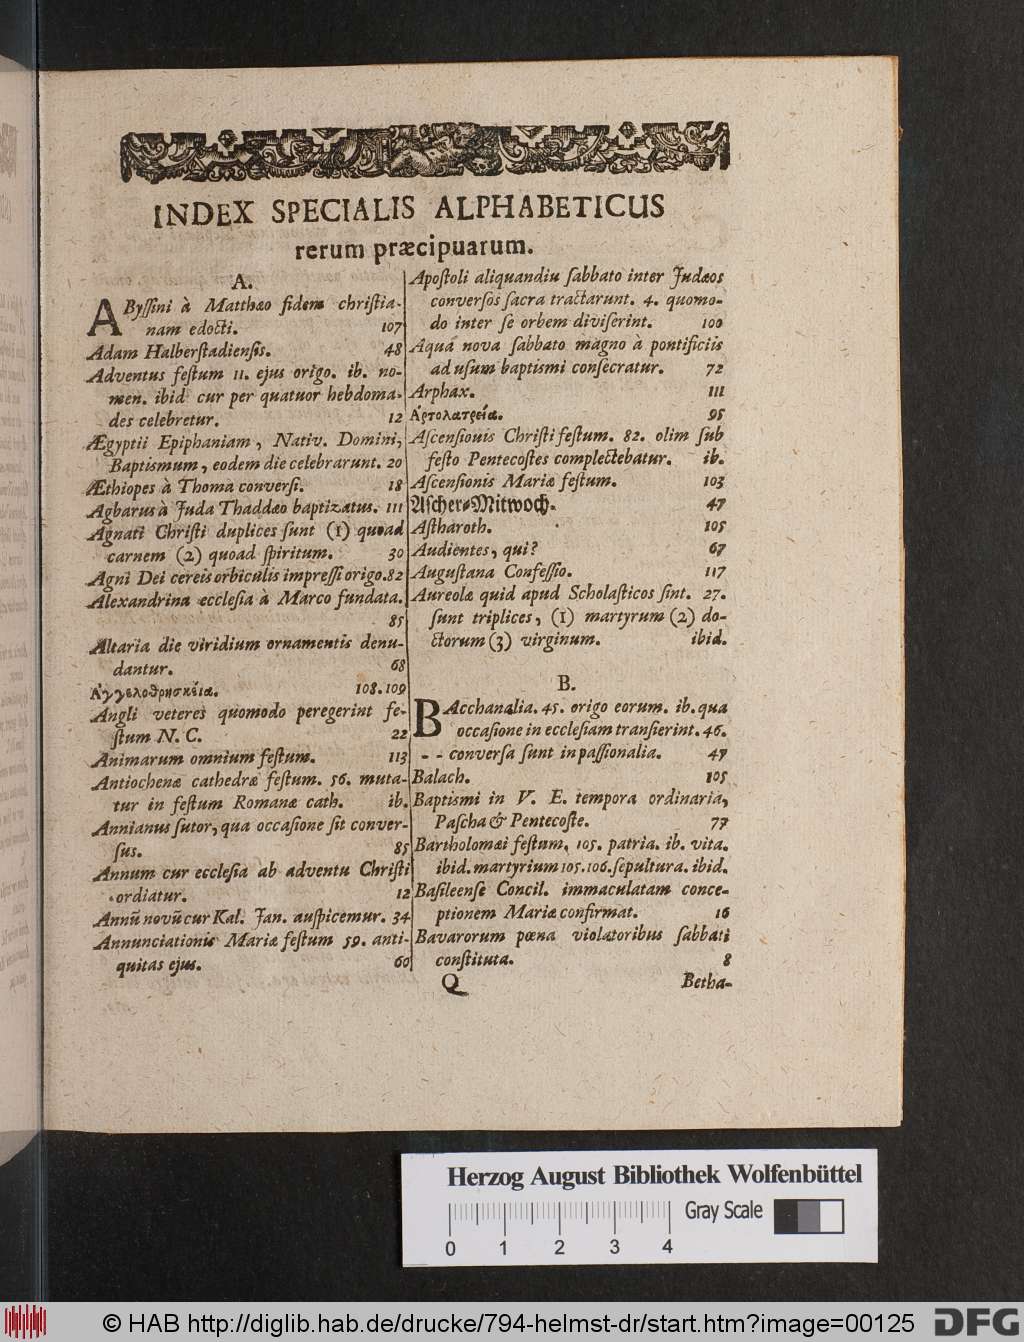 INDEX SPECIALIS ALPHABETICUS
rerum præcipuarum.
A.
AByſſini à Matthæo fidem chriſtia-
nam edocti. 107
Adam Halberſtadienſis. 48
Adventus feſtum 11. ejus origo. ib. no-
men. ibid cur per quatuor hebdoma-
des celebretur. 12
Ægyptii Epiphaniam, Nativ. Domini,
Baptismum, eodem die celebrarunt. 20
Æthiopes à Thoma converſi. 18
Agbarus à Juda Thaddæo baptizatus. 111
Agnati Chriſti duplices ſunt (1) quoad
carnem (2) quoad ſpiritum. 30
Agni Dei cereis orbiculis impreſſi origo. 82
Alexandrina eccleſia à Marco fundata.
85
Altaria die viridium ornamentis denu-
dantur. 68
Ἀγγελοθρησκεία. 108. 109
Angli veteres quomodo peregerint fe-
ſtum N. C. 22
Animarum omnium feſtum. 113
Antiochenæ cathedræ feſtum. 56. muta-
tur in feſtum Romanæ cath. ib.
Annianus ſutor, qua occaſione ſit conver-
ſus. 85
Annum cur eccleſia ab adventu Chriſti
ordiatur. 12
Annũ novũ cur Kal. Jan. auſpicemur. 34
Annunciationis Mariæ feſtum 59. anti-
quitas ejus. 60
Apoſtoli aliquandiu ſabbato inter Judæos
converſos ſacra tractarunt. 4. quomo-
do inter ſe orbem diviſerint. 100
Aqua nova ſabbato magno à pontificiis
ad uſum baptismi conſecratur. 72
Arphax. 111
Ἀρτολατρεία. 95
Aſcenſionis Chriſti feſtum. 82. olim ſub
feſto Pentecoſtes complectebatur. ib.
Aſcenſionis Mariæ feſtum. 103
Aſcher-Mitwoch. 47
Aſtharoth. 105
Audientes, qui? 67
Auguſtana Confeſſio. 117
Aureolæ quid apud Scholaſticos ſint. 27.
ſunt triplices, (1) martyrum (2) do-
ctorum (3) virginum. ibid.
B.
BAcchanalia. 45. origo eorum. ib. qua
occaſione in eccleſiam tranſierint. 46.
- - converſa ſunt in paſſionalia. 47
Balach. 105
Baptismi in V. E. tempora ordinaria,
Paſcha & Pentecoſte. 77
Bartholomæi feſtum, 105. patria. ib. vita.
ibid. martyrium 105. 106. ſepultura. ibid.
Baſileenſe Concil. immaculatam conce-
ptionem Mariæ confirmat. 16
Bavarorum pœna violatoribus ſabbati
conſtituta. 8
Q Betha-
Herzog August Bibliothek Wolfenbüttel
Gray Scale
0 1 2 3 4
© HAB http://diglib.hab.de/drucke/794-helmst-dr/start.htm?image=00125
DFG